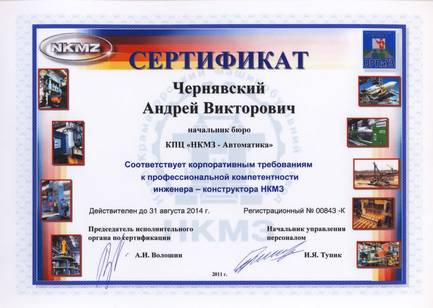 NKMZ
СЕРТИФИКАТ
Чернявский
Андрей Викторович
начальник бюро
КПЦ «НКМЗ - Автоматика»
Соответствует корпоративным требованиям
к профессиональной компетентности
инженера – конструктора НКМЗ
Действителен до 31 августа 2014 г.
Регистрационный № 00843 -К
Председатель исполнительного
органа по сертификации
Начальник управления
персоналом
А.И. Волошин
И.Я. Тупик
2011 г.
НКМЗ